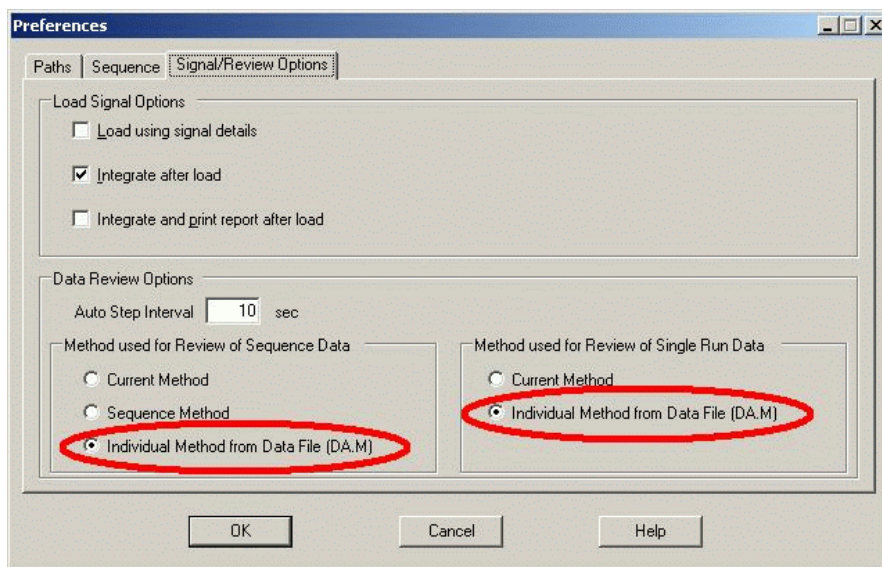 Preferences
Paths Sequence Signal/Review Options
Load Signal Options
Load using signal details
Integrate after load
Integrate and print report after load
Data Review Options
Auto Step Interval 10 sec
Method used for Review of Sequence Data
Current Method
Sequence Method
Individual Method from Data File (DA.M)
Method used for Review of Single Run Data
Current Method
Individual Method from Data File (DA.M)
OK Cancel Help